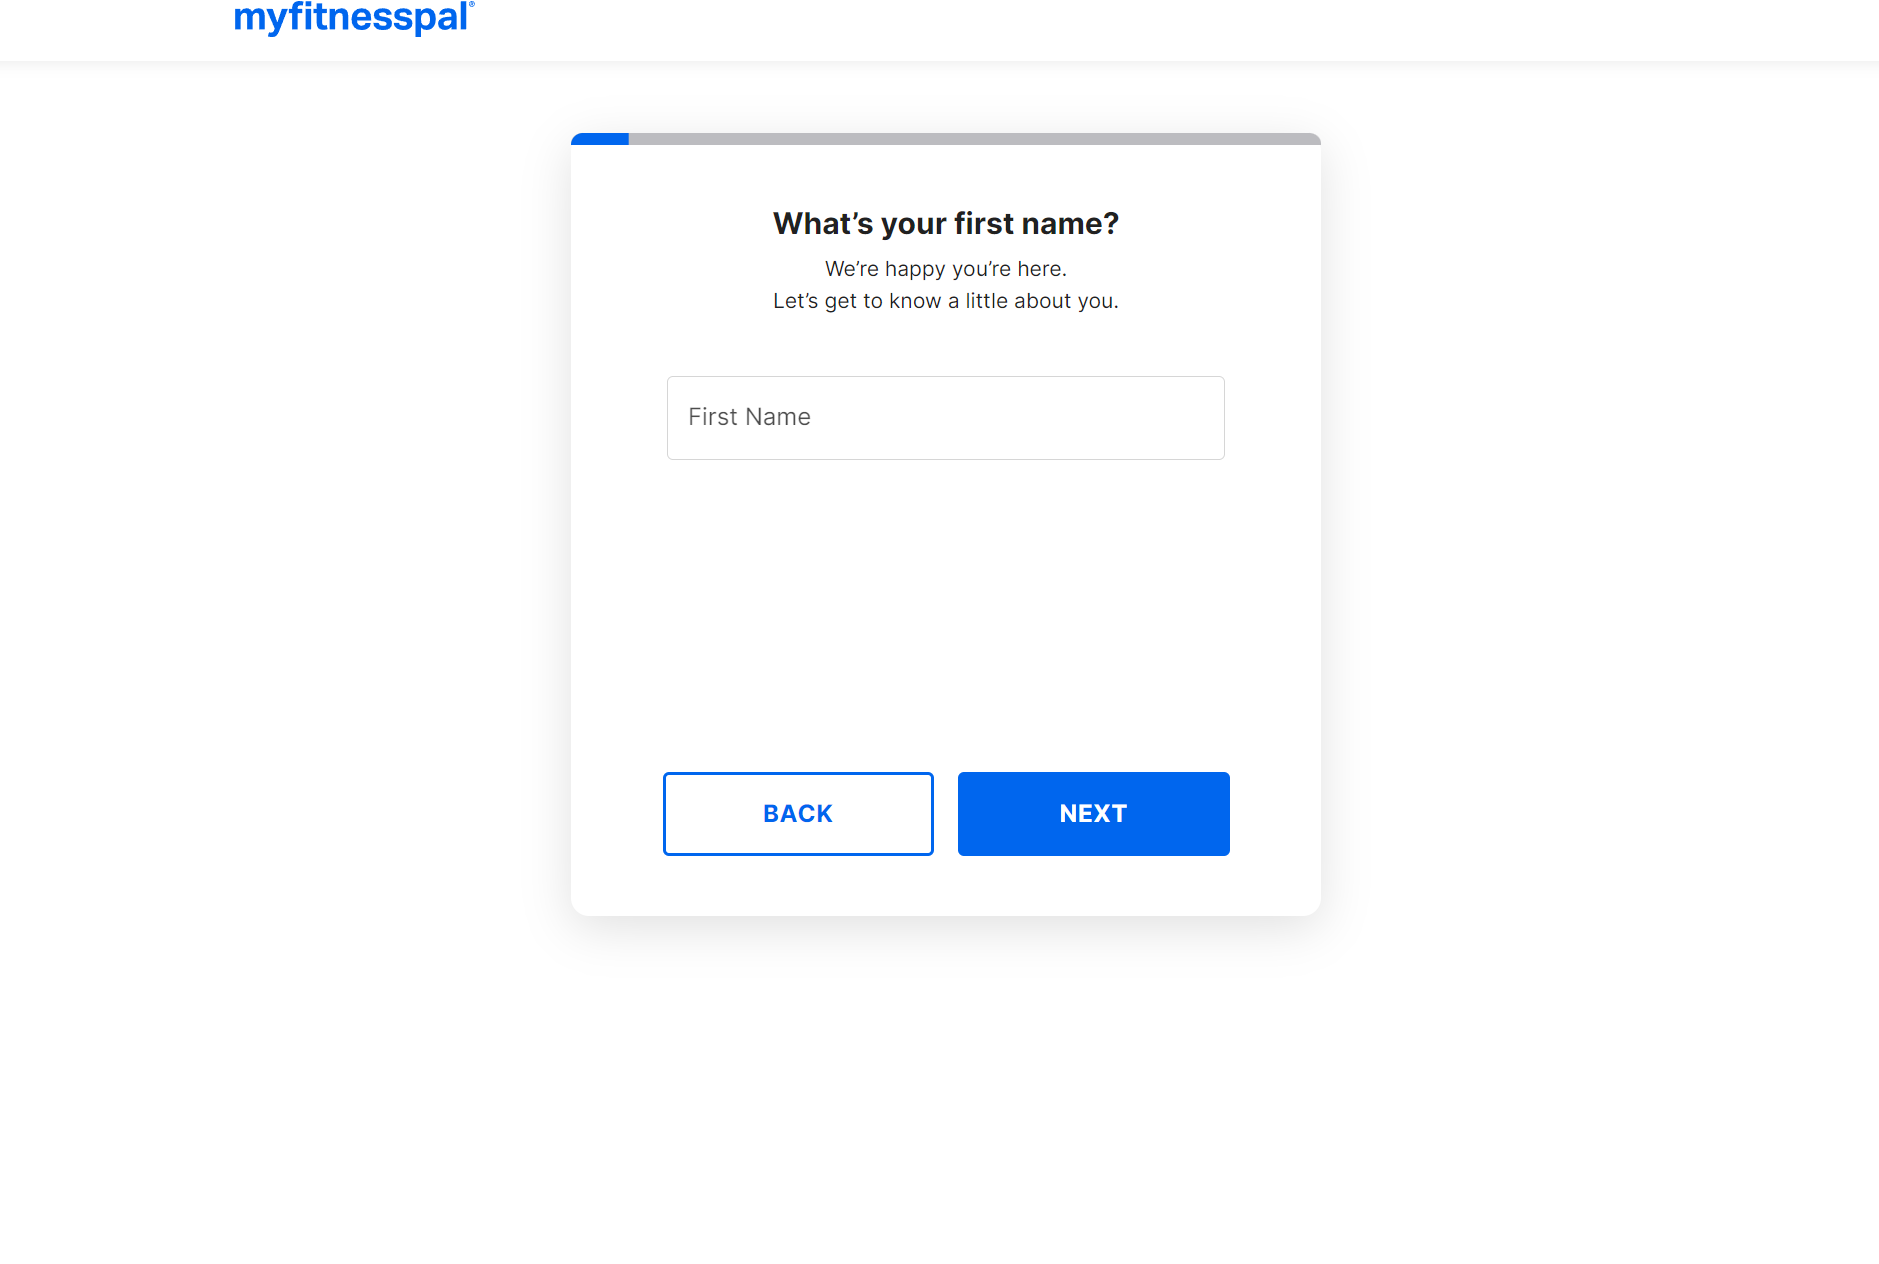 myfitnesspal®
What’s your first name?
We’re happy you’re here.
Let’s get to know a little about you.
First Name
BACK
NEXT